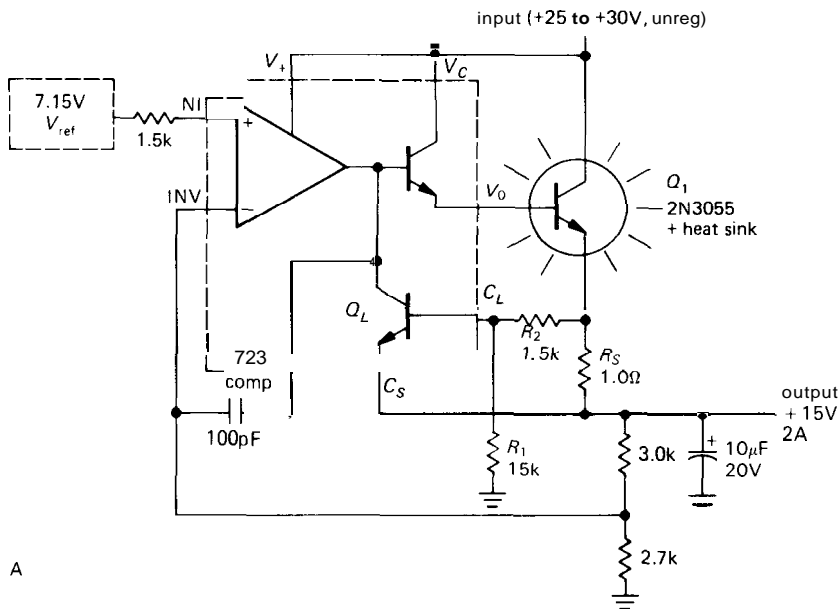 input (+25 to +30V, unreg)
V+
VC
7.15V
Vref
NI
1.5k
+
INV
−
V0
Q1
2N3055
+ heat sink
QL
CL
R2
1.5k
RS
1.0Ω
723
comp
CS
100pF
output
+ 15V
2A
R1
15k
3.0k
+
10μF
20V
2.7k
A